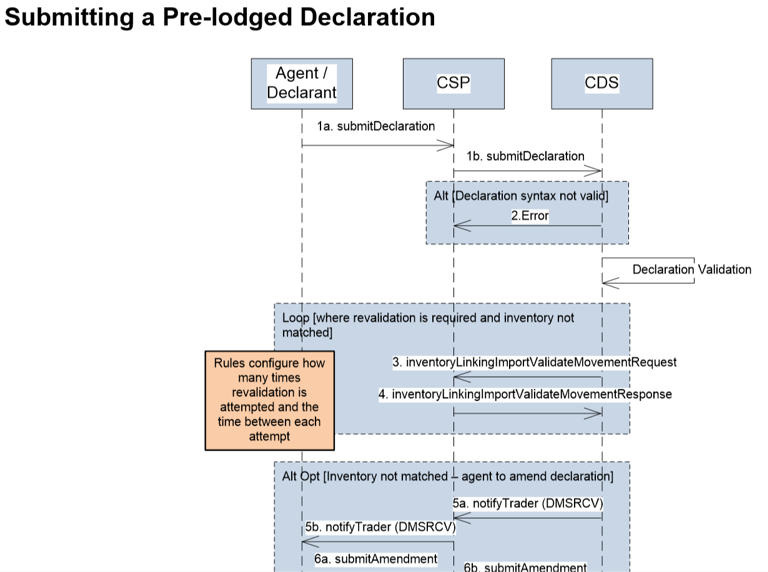 Submitting a Pre-lodged Declaration
Agent /
Declarant
CSP
CDS
1a. submitDeclaration
1b. submitDeclaration
Alt [Declaration syntax not valid]
2.Error
Declaration Validation
Loop [where revalidation is required and inventory not
matched]
Rules configure how
many times
revalidation is
attempted and the
time between each
attempt
3. inventoryLinkingImportValidateMovementRequest
4. inventoryLinkingImportValidateMovementResponse
Alt Opt [Inventory not matched – agent to amend declaration]
5a. notifyTrader (DMSRCV)
5b. notifyTrader (DMSRCV)
6a. submitAmendment
6b. submitAmendment